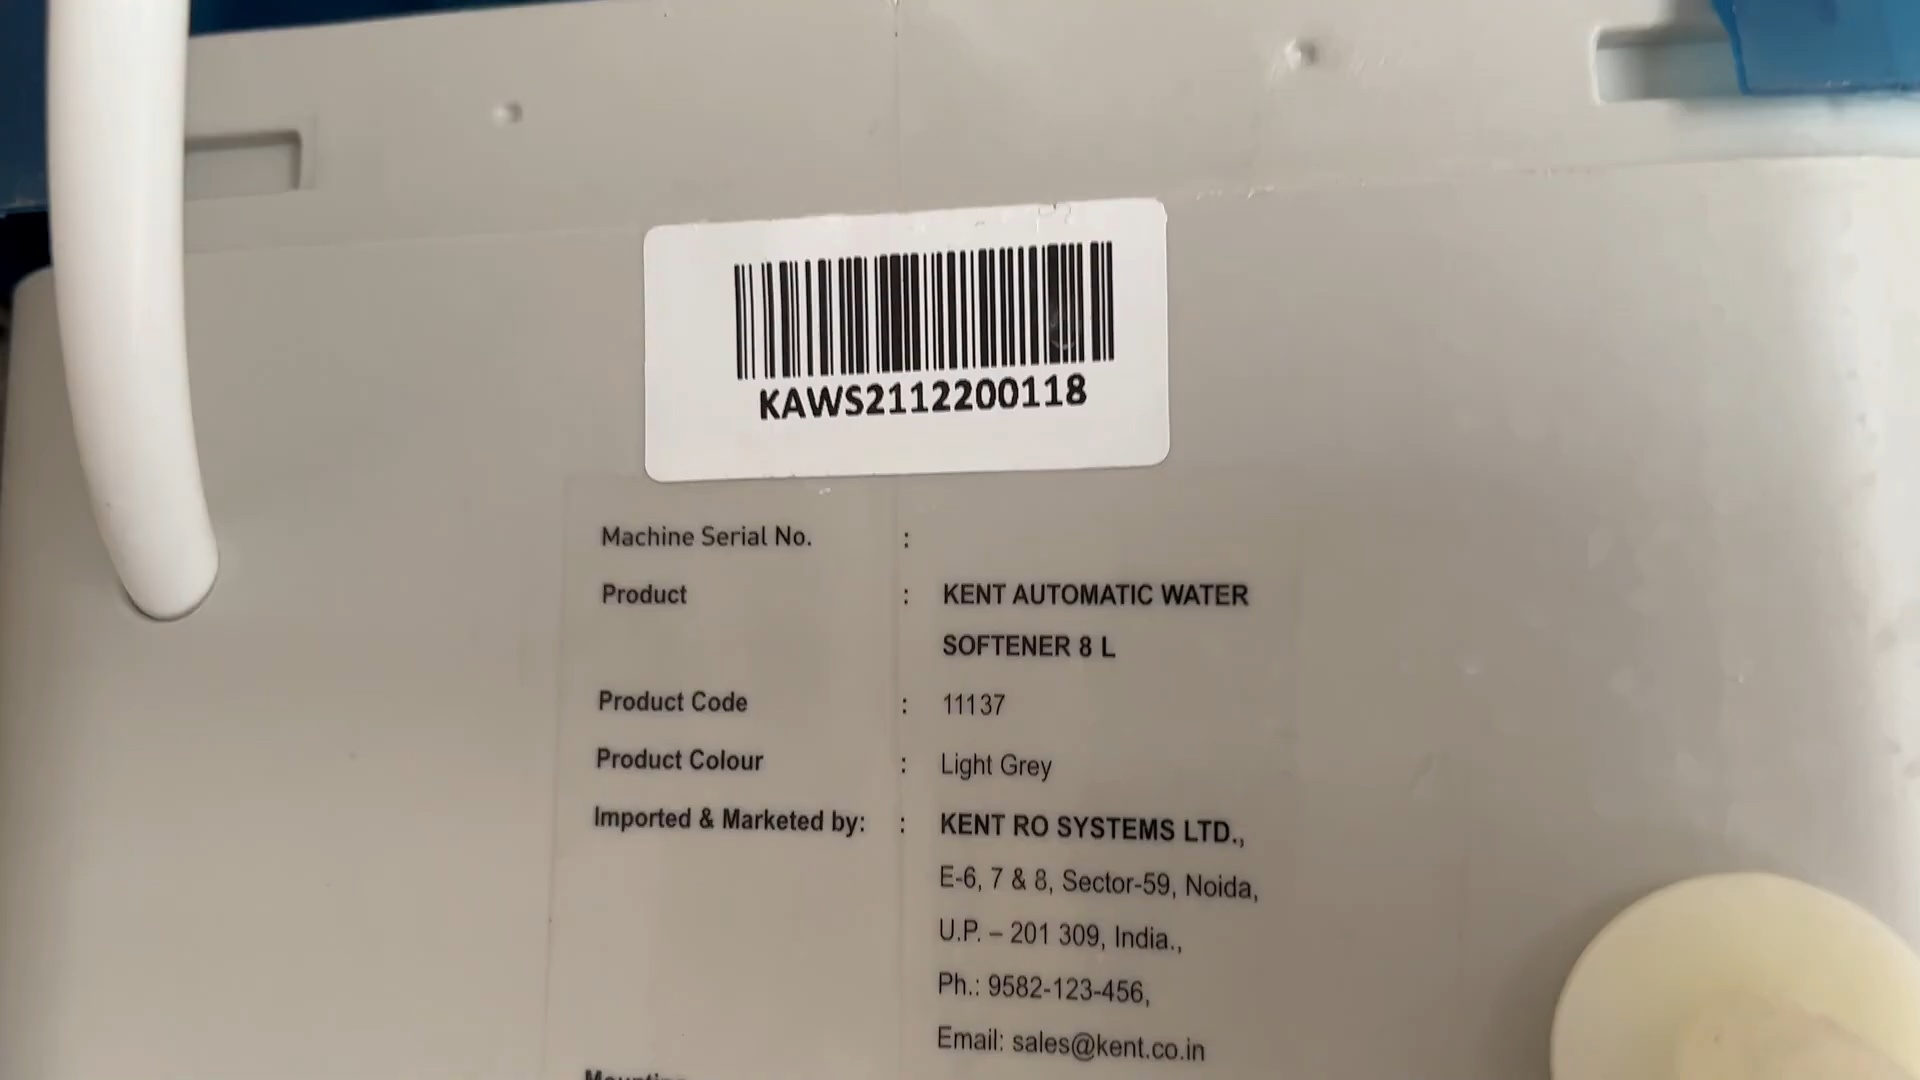 KAWS2112200118
Machine Serial No. :
Product : KENT AUTOMATIC WATER
SOFTENER 8 L
Product Code : 11137
Product Colour : Light Grey
Imported & Marketed by: : KENT RO SYSTEMS LTD.,
E-6, 7 & 8, Sector-59, Noida,
U.P. – 201 309, India.,
Ph.: 9582-123-456,
Email: sales@kent.co.in